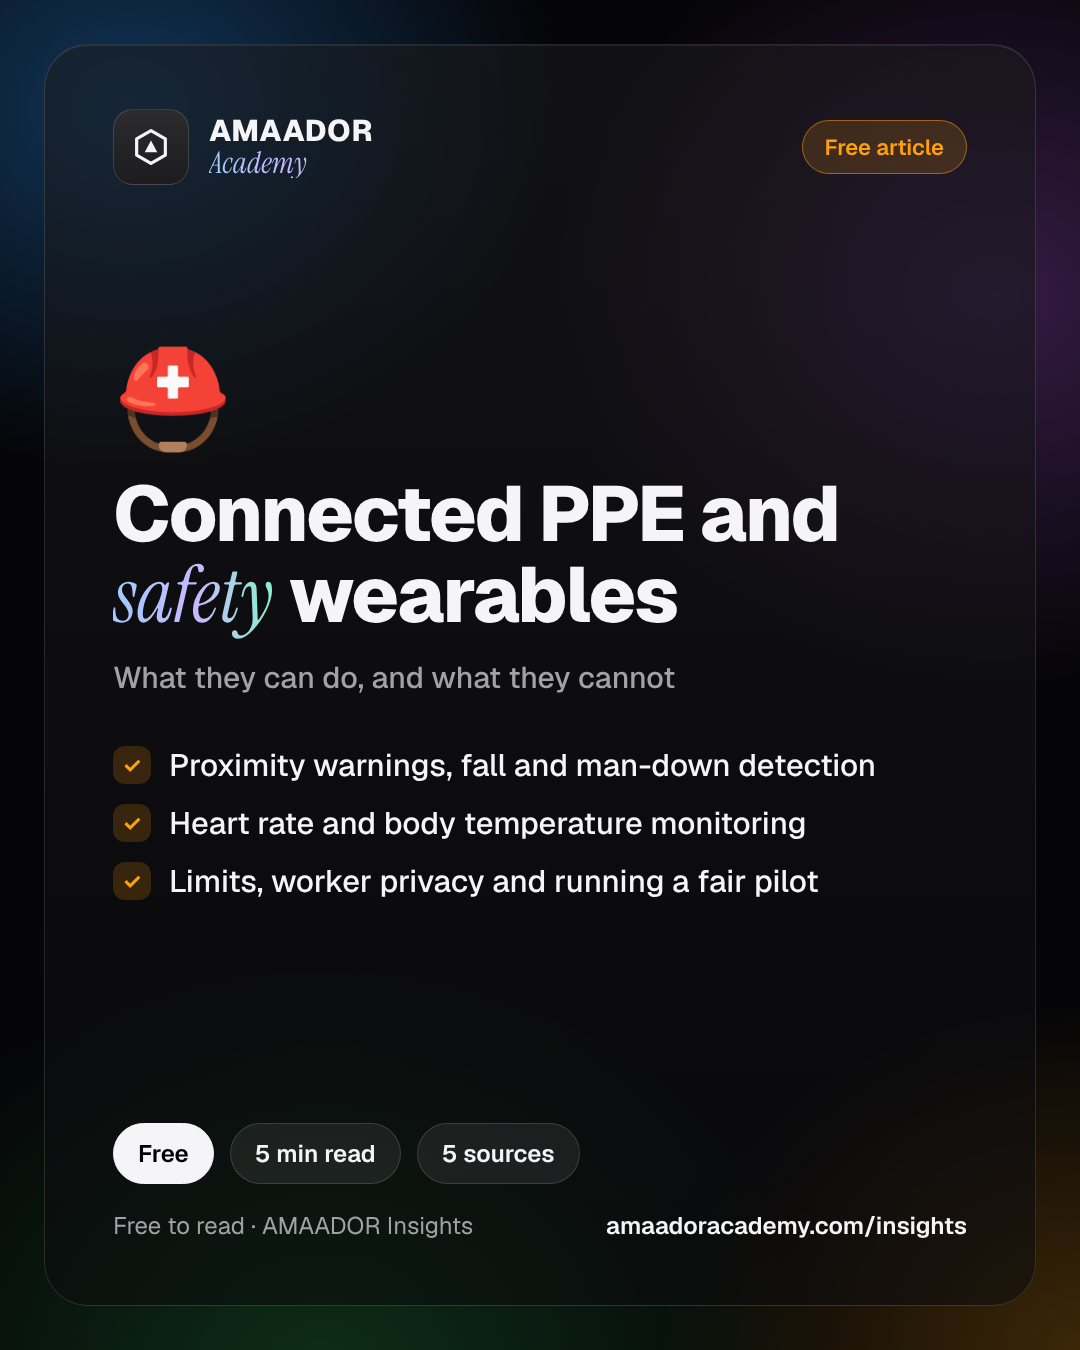 AMAADOR
Academy
Free article
Connected PPE and
safety wearables
What they can do, and what they cannot
Proximity warnings, fall and man-down detection
Heart rate and body temperature monitoring
Limits, worker privacy and running a fair pilot
Free
5 min read
5 sources
Free to read · AMAADOR Insights
amaadoracademy.com/insights